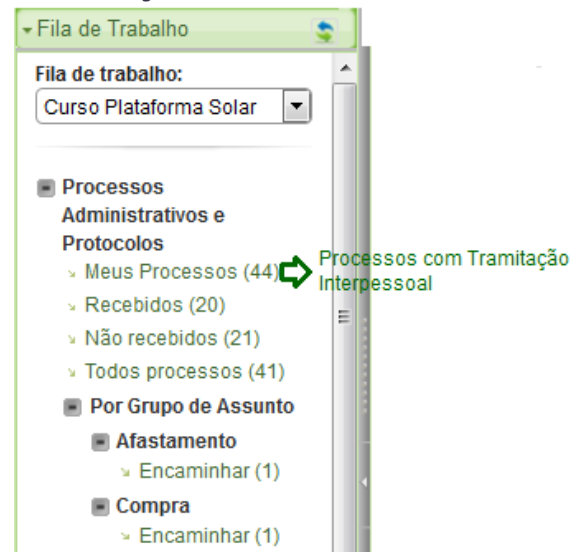 Fila de Trabalho
Fila de trabalho:
Curso Plataforma Solar
Processos
Administrativos e
Protocolos
Meus Processos (44)
Processos com Tramitação
Interpessoal
Recebidos (20)
Não recebidos (21)
Todos processos (41)
Por Grupo de Assunto
Afastamento
Encaminhar (1)
Compra
Encaminhar (1)